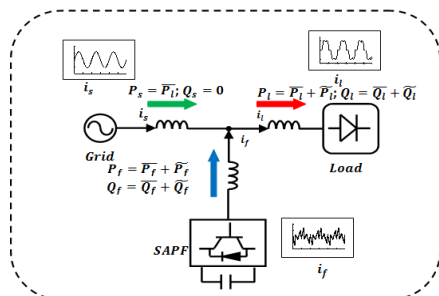 i_s
i_l
P_s = \overline{P_l}; Q_s = 0
P_l = \overline{P_l} + \widetilde{P_l}; Q_l = \overline{Q_l} + \widetilde{Q_l}
i_s
i_f
i_l
Grid
Load
P_f = \overline{P_f} + \widetilde{P_f}
Q_f = \overline{Q_f} + \widetilde{Q_f}
SAPF
i_f